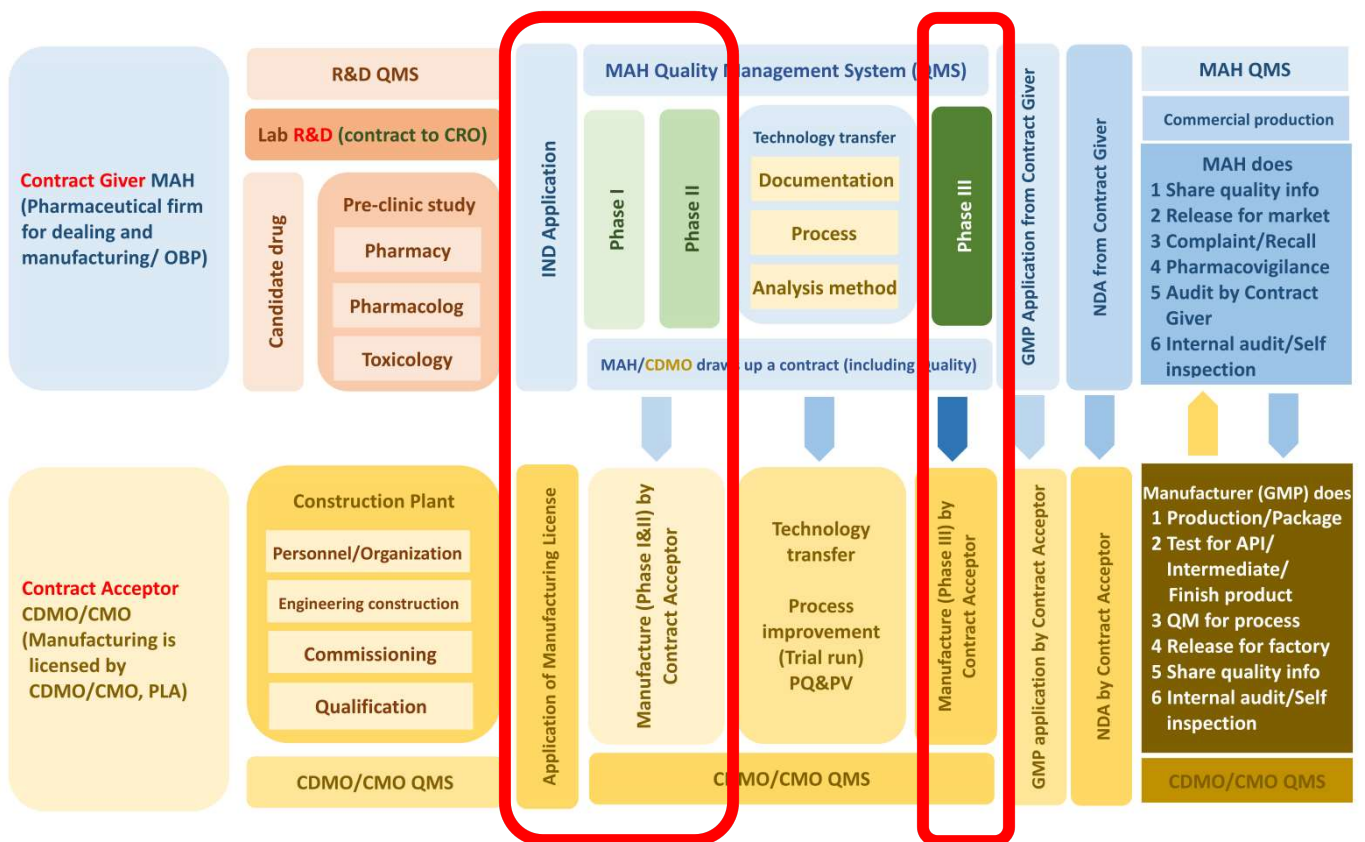 Contract Giver MAH
(Pharmaceutical firm
for dealing and
manufacturing/ OBP)
R&D QMS
Lab R&D (contract to CRO)
Candidate drug
Pre-clinic study
Pharmacy
Pharmacolog
Toxicology
IND Application
MAH Quality Management System (QMS)
Phase I
Phase II
Technology transfer
Documentation
Process
Analysis method
Phase III
MAH/CDMO draws up a contract (including Quality)
GMP Application from Contract Giver
NDA from Contract Giver
MAH QMS
Commercial production
MAH does
1 Share quality info
2 Release for market
3 Complaint/Recall
4 Pharmacovigilance
5 Audit by Contract
Giver
6 Internal audit/Self
inspection
Contract Acceptor
CDMO/CMO
(Manufacturing is
licensed by
CDMO/CMO, PLA)
Construction Plant
Personnel/Organization
Engineering construction
Commissioning
Qualification
CDMO/CMO QMS
Application of Manufacturing License
Manufacture (Phase I&II) by
Contract Acceptor
Technology
transfer
Process
improvement
(Trial run)
PQ&PV
Manufacture (Phase III) by
Contract Acceptor
CDMO/CMO QMS
GMP application by Contract Acceptor
NDA by Contract Acceptor
Manufacturer (GMP) does
1 Production/Package
2 Test for API/
Intermediate/
Finish product
3 QM for process
4 Release for factory
5 Share quality info
6 Internal audit/Self
inspection
CDMO/CMO QMS